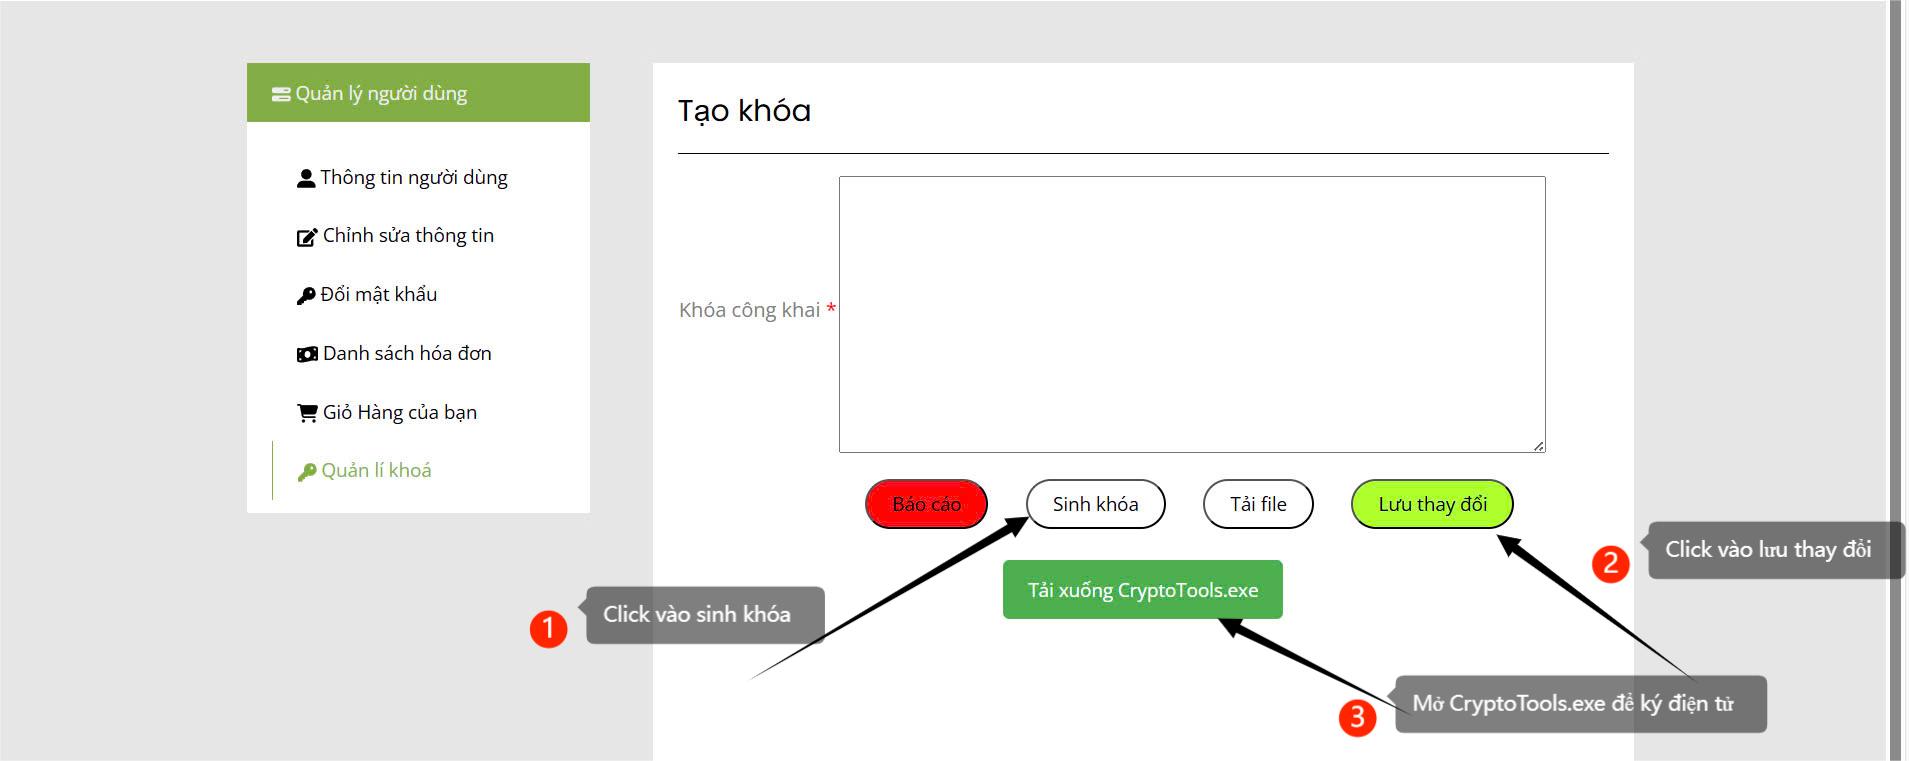 Quản lý người dùng
Thông tin người dùng
Chỉnh sửa thông tin
Đổi mật khẩu
Danh sách hóa đơn
Giỏ Hàng của bạn
Quản lí khoá
Tạo khóa
Khóa công khai *
Báo cáo
Sinh khóa
Tải file
Lưu thay đổi
Tải xuống CryptoTools.exe
1 Click vào sinh khóa
2 Click vào lưu thay đổi
3 Mở CryptoTools.exe để ký điện tử